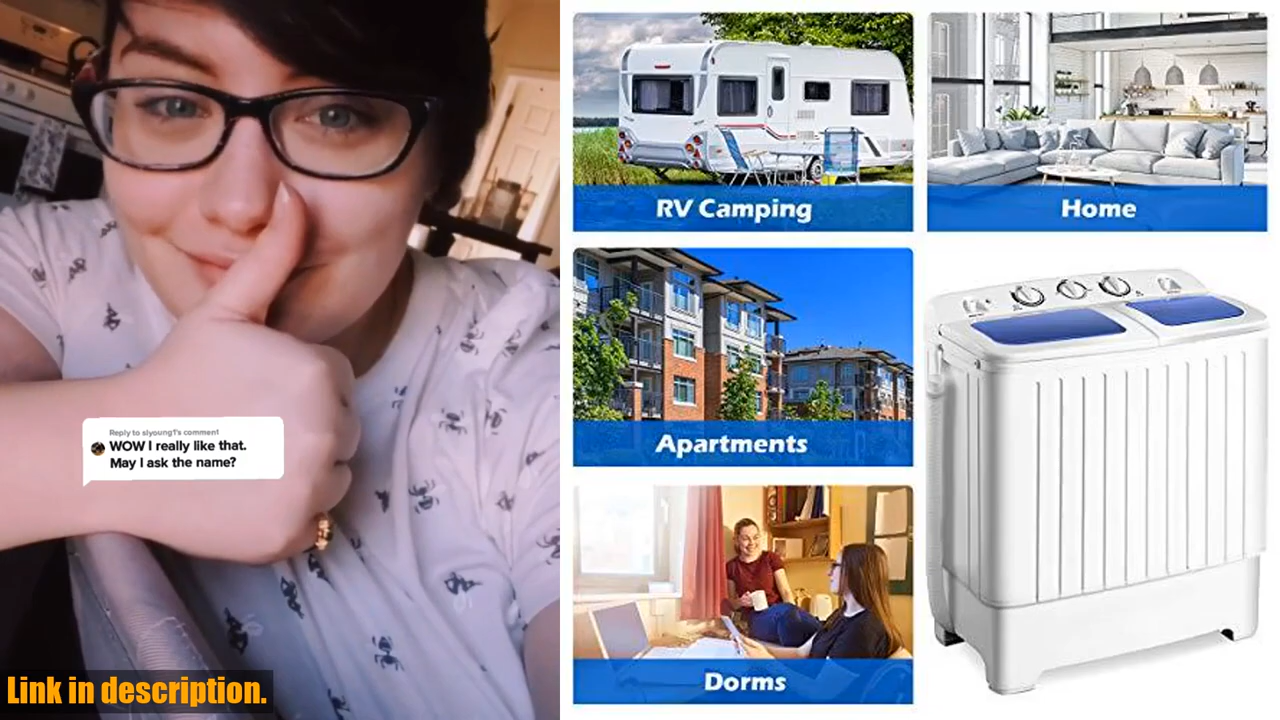 Reply to slyoung1's comment
WOW I really like that.
May I ask the name?
Link in description.
RV Camping
Home
Apartments
Dorms